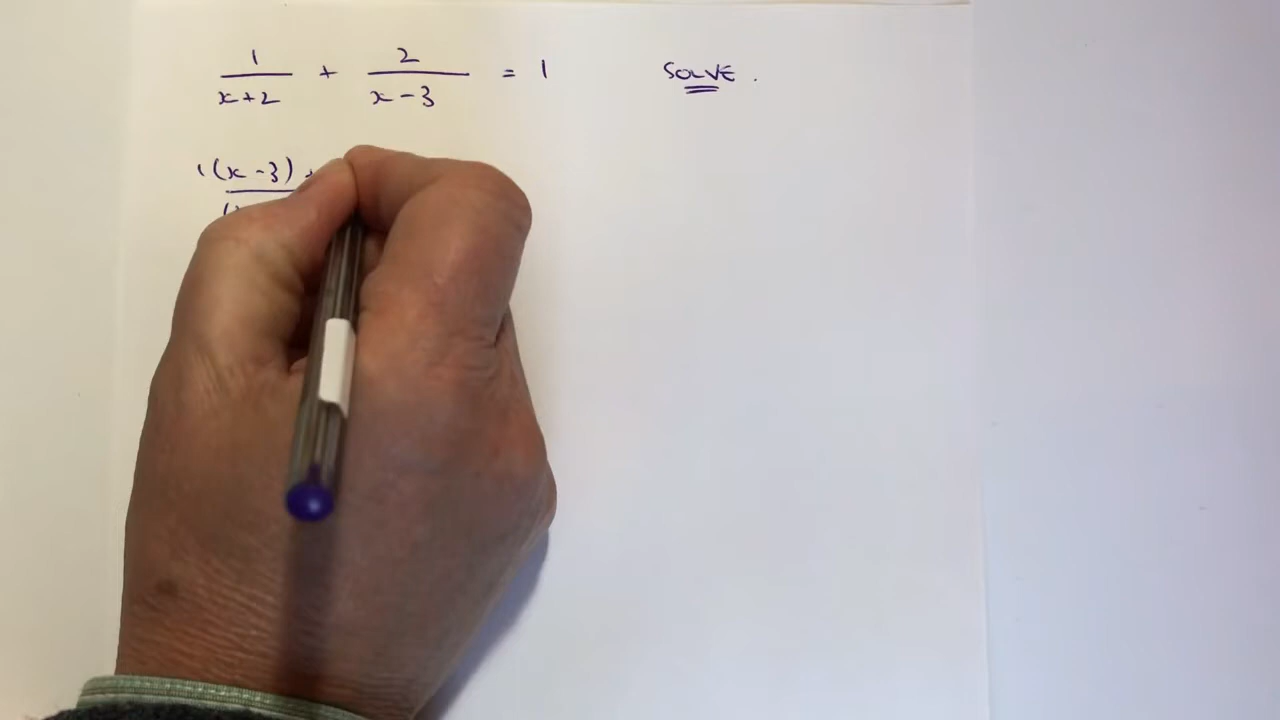 1/(x+2) + 2/(x-3) = 1 SOLVE.
1(x-3)